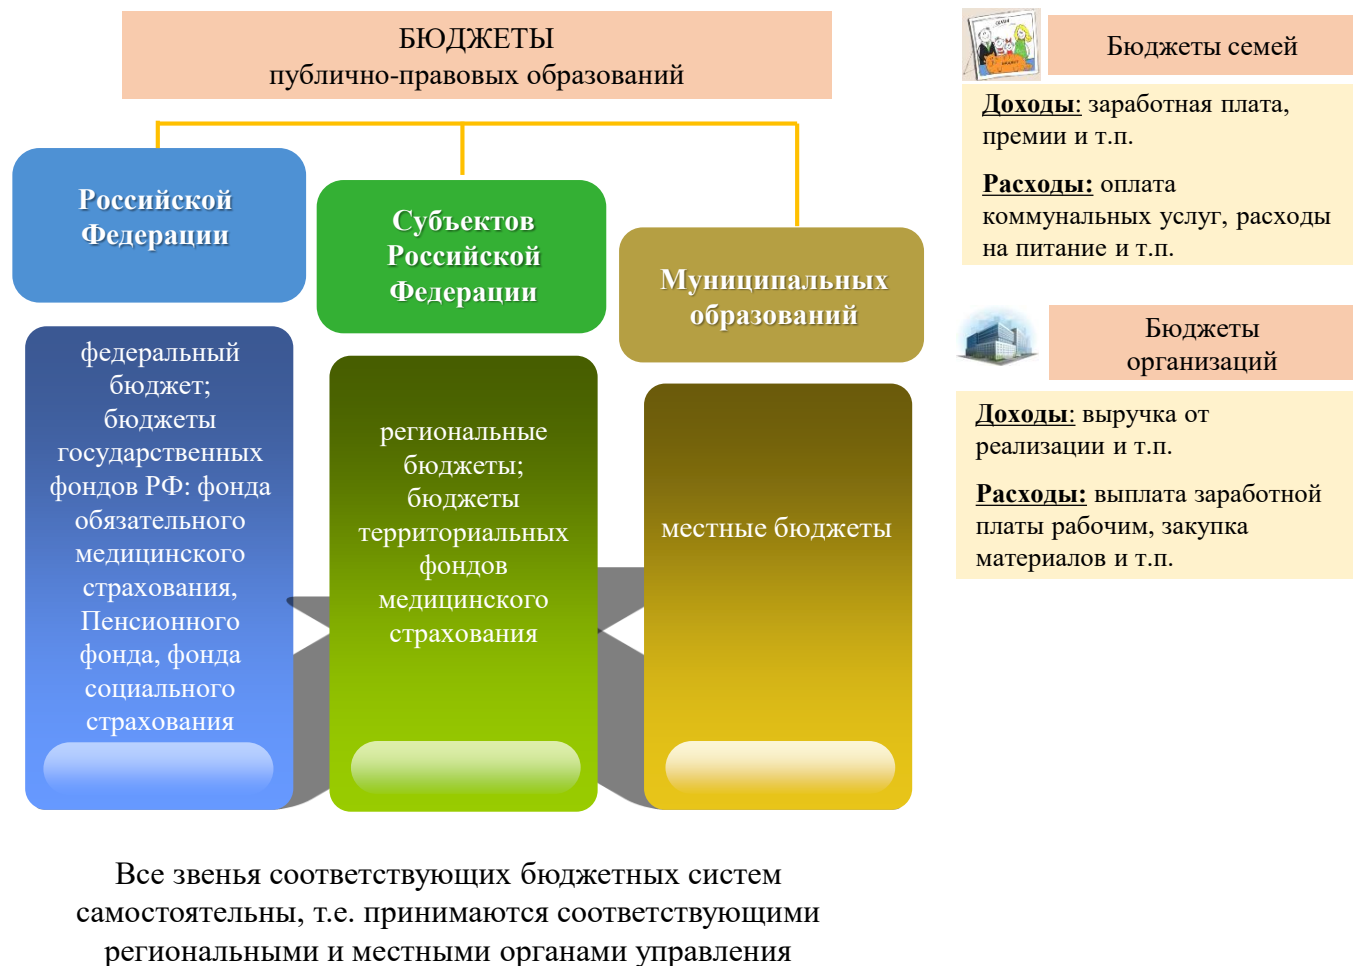 БЮДЖЕТЫ
публично-правовых образований
Российской
Федерации
Субъектов
Российской
Федерации
Муниципальных
образований
федеральный
бюджет;
бюджеты
государственных
фондов РФ: фонда
обязательного
медицинского
страхования,
Пенсионного
фонда, фонда
социального
страхования
региональные
бюджеты;
бюджеты
территориальных
фондов
медицинского
страхования
местные бюджеты
Все звенья соответствующих бюджетных систем
самостоятельны, т.е. принимаются соответствующими
региональными и местными органами управления
Бюджеты семей
Доходы: заработная плата,
премии и т.п.
Расходы: оплата
коммунальных услуг, расходы
на питание и т.п.
Бюджеты
организаций
Доходы: выручка от
реализации и т.п.
Расходы: выплата заработной
платы рабочим, закупка
материалов и т.п.